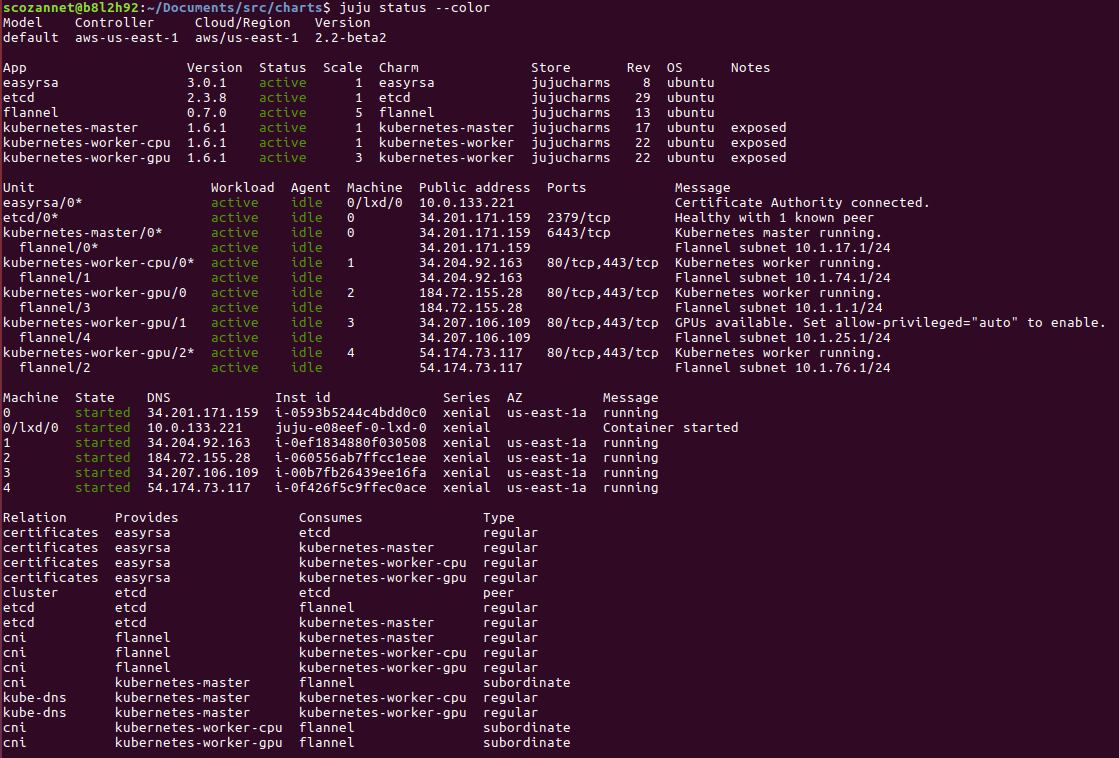 scozannet@b8l2h92:~/Documents/src/charts$ juju status --color
Model    Controller     Cloud/Region   Version
default  aws-us-east-1  aws/us-east-1  2.2-beta2
App                    Version  Status  Scale  Charm              Store       Rev  OS      Notes
easyrsa                3.0.1    active      1  easyrsa            jujucharms    8  ubuntu
etcd                   2.3.8    active      1  etcd               jujucharms   29  ubuntu
flannel                0.7.0    active      5  flannel            jujucharms   13  ubuntu
kubernetes-master      1.6.1    active      1  kubernetes-master  jujucharms   17  ubuntu  exposed
kubernetes-worker-cpu  1.6.1    active      1  kubernetes-worker  jujucharms   22  ubuntu  exposed
kubernetes-worker-gpu  1.6.1    active      3  kubernetes-worker  jujucharms   22  ubuntu  exposed
Unit                      Workload  Agent  Machine  Public address  Ports           Message
easyrsa/0*                active    idle   0/lxd/0  10.0.133.221                    Certificate Authority connected.
etcd/0*                   active    idle   0        34.201.171.159  2379/tcp        Healthy with 1 known peer
kubernetes-master/0*      active    idle   0        34.201.171.159  6443/tcp        Kubernetes master running.
  flannel/0*              active    idle            34.201.171.159                  Flannel subnet 10.1.17.1/24
kubernetes-worker-cpu/0*  active    idle   1        34.204.92.163   80/tcp,443/tcp  Kubernetes worker running.
  flannel/1               active    idle            34.204.92.163                   Flannel subnet 10.1.74.1/24
kubernetes-worker-gpu/0   active    idle   2        184.72.155.28   80/tcp,443/tcp  Kubernetes worker running.
  flannel/3               active    idle            184.72.155.28                   Flannel subnet 10.1.1.1/24
kubernetes-worker-gpu/1   active    idle   3        34.207.106.109  80/tcp,443/tcp  GPUs available. Set allow-privileged="auto" to enable.
  flannel/4               active    idle            34.207.106.109                  Flannel subnet 10.1.25.1/24
kubernetes-worker-gpu/2*  active    idle   4        54.174.73.117   80/tcp,443/tcp  Kubernetes worker running.
  flannel/2               active    idle            54.174.73.117                   Flannel subnet 10.1.76.1/24
Machine  State    DNS             Inst id              Series  AZ          Message
0        started  34.201.171.159  i-0593b5244c4bdd0c0  xenial  us-east-1a  running
0/lxd/0  started  10.0.133.221    juju-e08eef-0-lxd-0  xenial              Container started
1        started  34.204.92.163   i-0ef1834880f030508  xenial  us-east-1a  running
2        started  184.72.155.28   i-060556ab7ffcc1eae  xenial  us-east-1a  running
3        started  34.207.106.109  i-00b7fb26439ee16fa  xenial  us-east-1a  running
4        started  54.174.73.117   i-0f426f5c9ffec0ace  xenial  us-east-1a  running
Relation      Provides               Consumes               Type
certificates  easyrsa                etcd                   regular
certificates  easyrsa                kubernetes-master      regular
certificates  easyrsa                kubernetes-worker-cpu  regular
certificates  easyrsa                kubernetes-worker-gpu  regular
cluster       etcd                   etcd                   peer
etcd          etcd                   flannel                regular
etcd          etcd                   kubernetes-master      regular
cni           flannel                kubernetes-master      regular
cni           flannel                kubernetes-worker-cpu  regular
cni           flannel                kubernetes-worker-gpu  regular
cni           kubernetes-master      flannel                subordinate
kube-dns      kubernetes-master      kubernetes-worker-cpu  regular
kube-dns      kubernetes-master      kubernetes-worker-gpu  regular
cni           kubernetes-worker-cpu  flannel                subordinate
cni           kubernetes-worker-gpu  flannel                subordinate